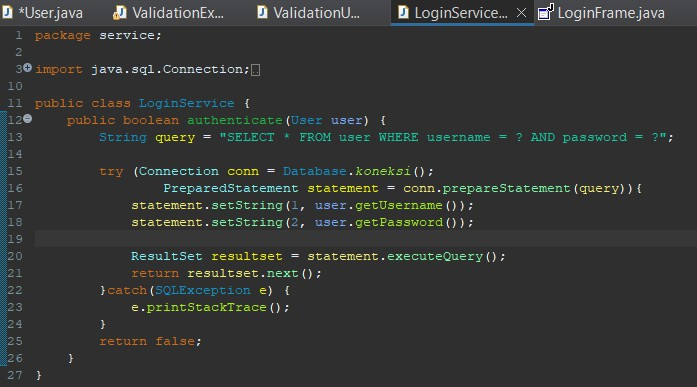 *User.java ValidationEx... ValidationU... LoginService... LoginFrame.java
1 package service;
2
3 import java.sql.Connection;
10
11 public class LoginService {
12 public boolean authenticate(User user) {
13 String query = "SELECT * FROM user WHERE username = ? AND password = ?";
14
15 try (Connection conn = Database.koneksi();
16 PreparedStatement statement = conn.prepareStatement(query)){
17 statement.setString(1, user.getUsername());
18 statement.setString(2, user.getPassword());
19
20 ResultSet resultset = statement.executeQuery();
21 return resultset.next();
22 }catch(SQLException e) {
23 e.printStackTrace();
24 }
25 return false;
26 }
27 }